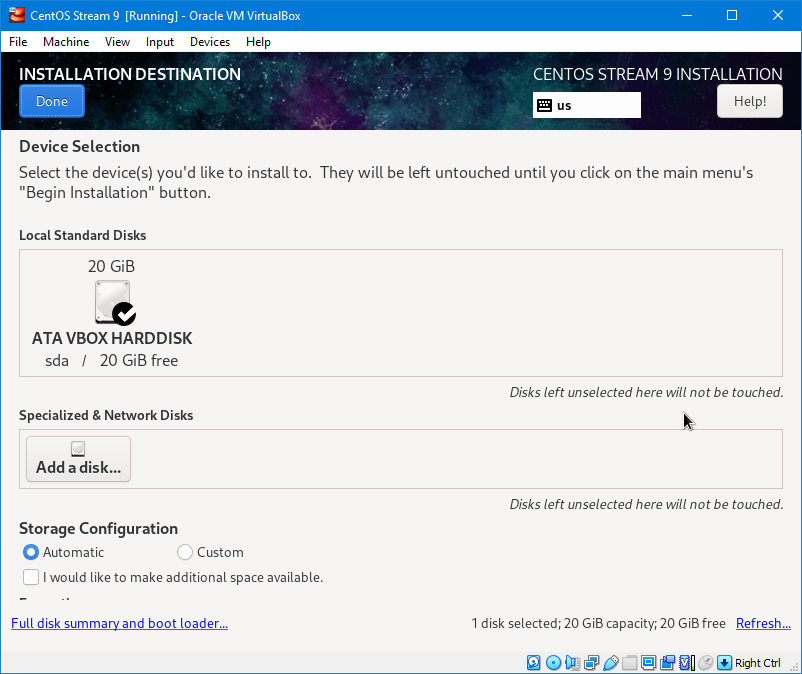 CentOS Stream 9 [Running] - Oracle VM VirtualBox
File Machine View Input Devices Help
INSTALLATION DESTINATION
CENTOS STREAM 9 INSTALLATION
Done
us
Help!
Device Selection
Select the device(s) you'd like to install to. They will be left untouched until you click on the main menu's
"Begin Installation" button.
Local Standard Disks
20 GiB
ATA VBOX HARDDISK
sda / 20 GiB free
Disks left unselected here will not be touched.
Specialized & Network Disks
Add a disk...
Disks left unselected here will not be touched.
Storage Configuration
Automatic Custom
I would like to make additional space available.
Full disk summary and boot loader...
1 disk selected; 20 GiB capacity; 20 GiB free Refresh...
Right Ctrl